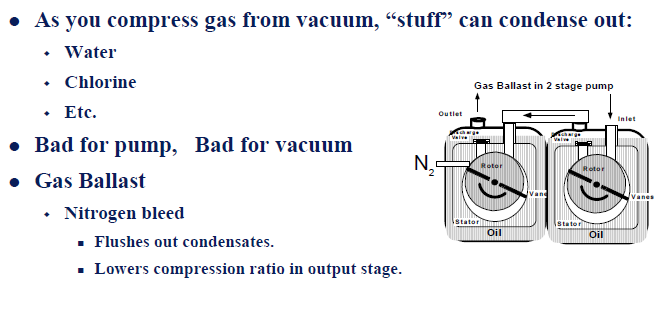 As you compress gas from vacuum, “stuff” can condense out:
Water
Chlorine
Etc.
Bad for pump, Bad for vacuum
Gas Ballast
Nitrogen bleed
Flushes out condensates.
Lowers compression ratio in output stage.
Gas Ballast in 2 stage pump
Outlet
Inlet
Discharge
Valve
Discharge
Valve
N2
Rotor
Rotor
Vane
Vanes
Stator
Stator
Oil
Oil